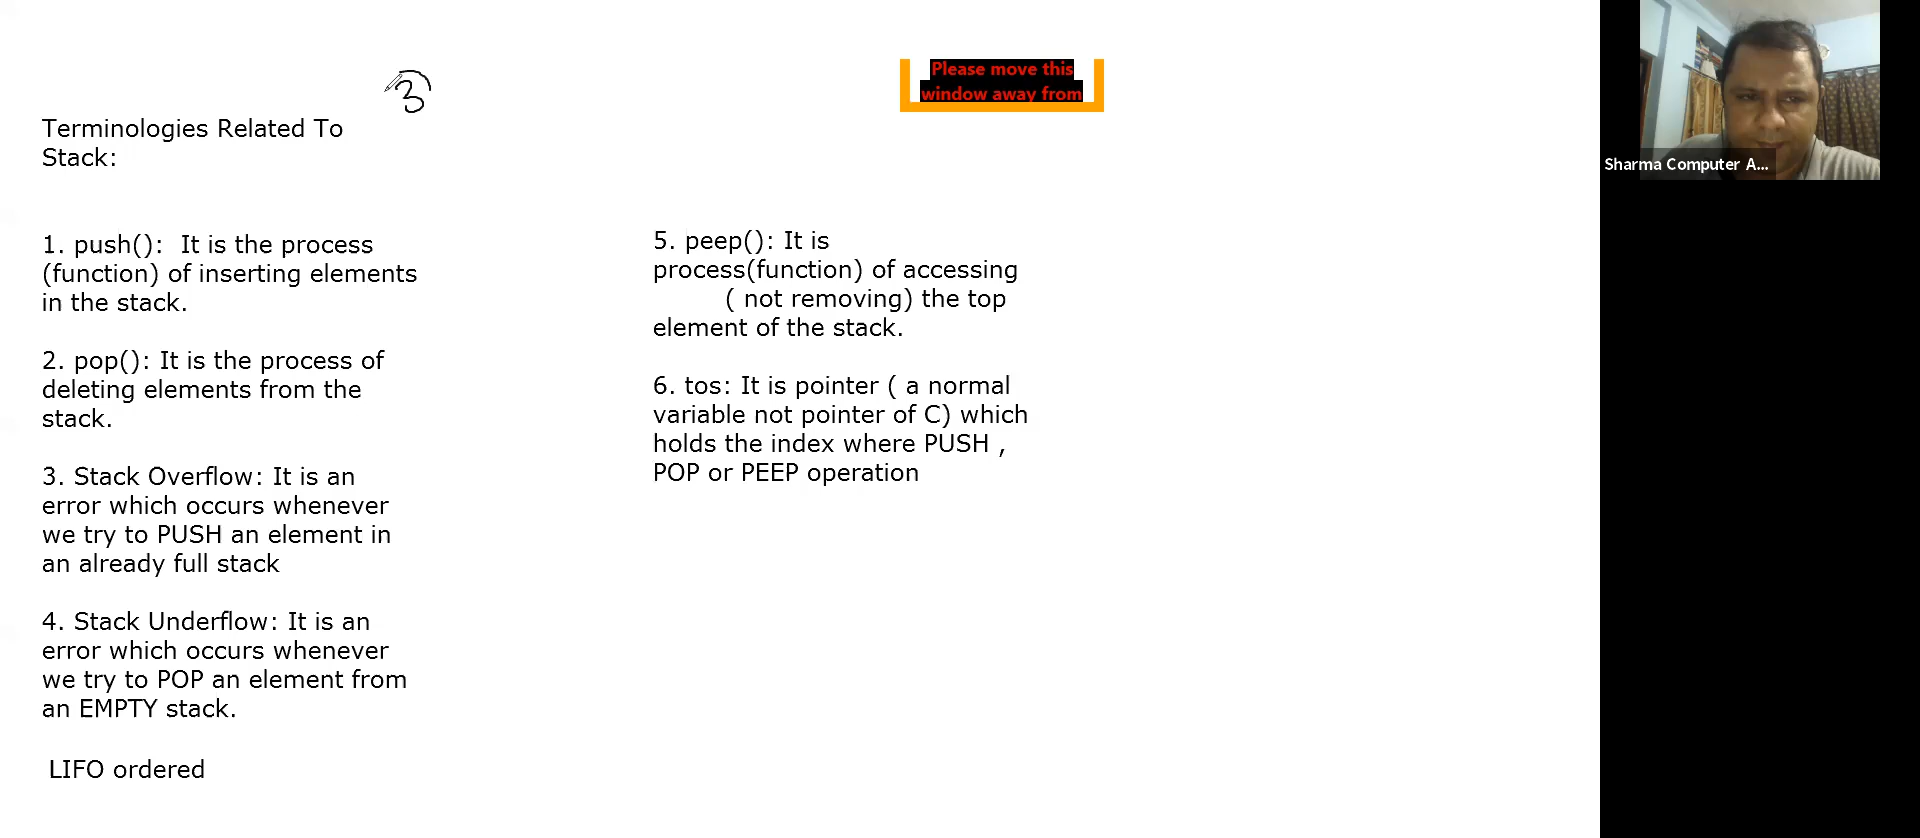 3
Terminologies Related To
Stack:
1. push():  It is the process
(function) of inserting elements
in the stack.
2. pop(): It is the process of
deleting elements from the
stack.
3. Stack Overflow: It is an
error which occurs whenever
we try to PUSH an element in
an already full stack
4. Stack Underflow: It is an
error which occurs whenever
we try to POP an element from
an EMPTY stack.
LIFO ordered
Please move this
window away from
5. peep(): It is
process(function) of accessing
( not removing) the top
element of the stack.
6. tos: It is pointer ( a normal
variable not pointer of C) which
holds the index where PUSH ,
POP or PEEP operation
Sharma Computer A...